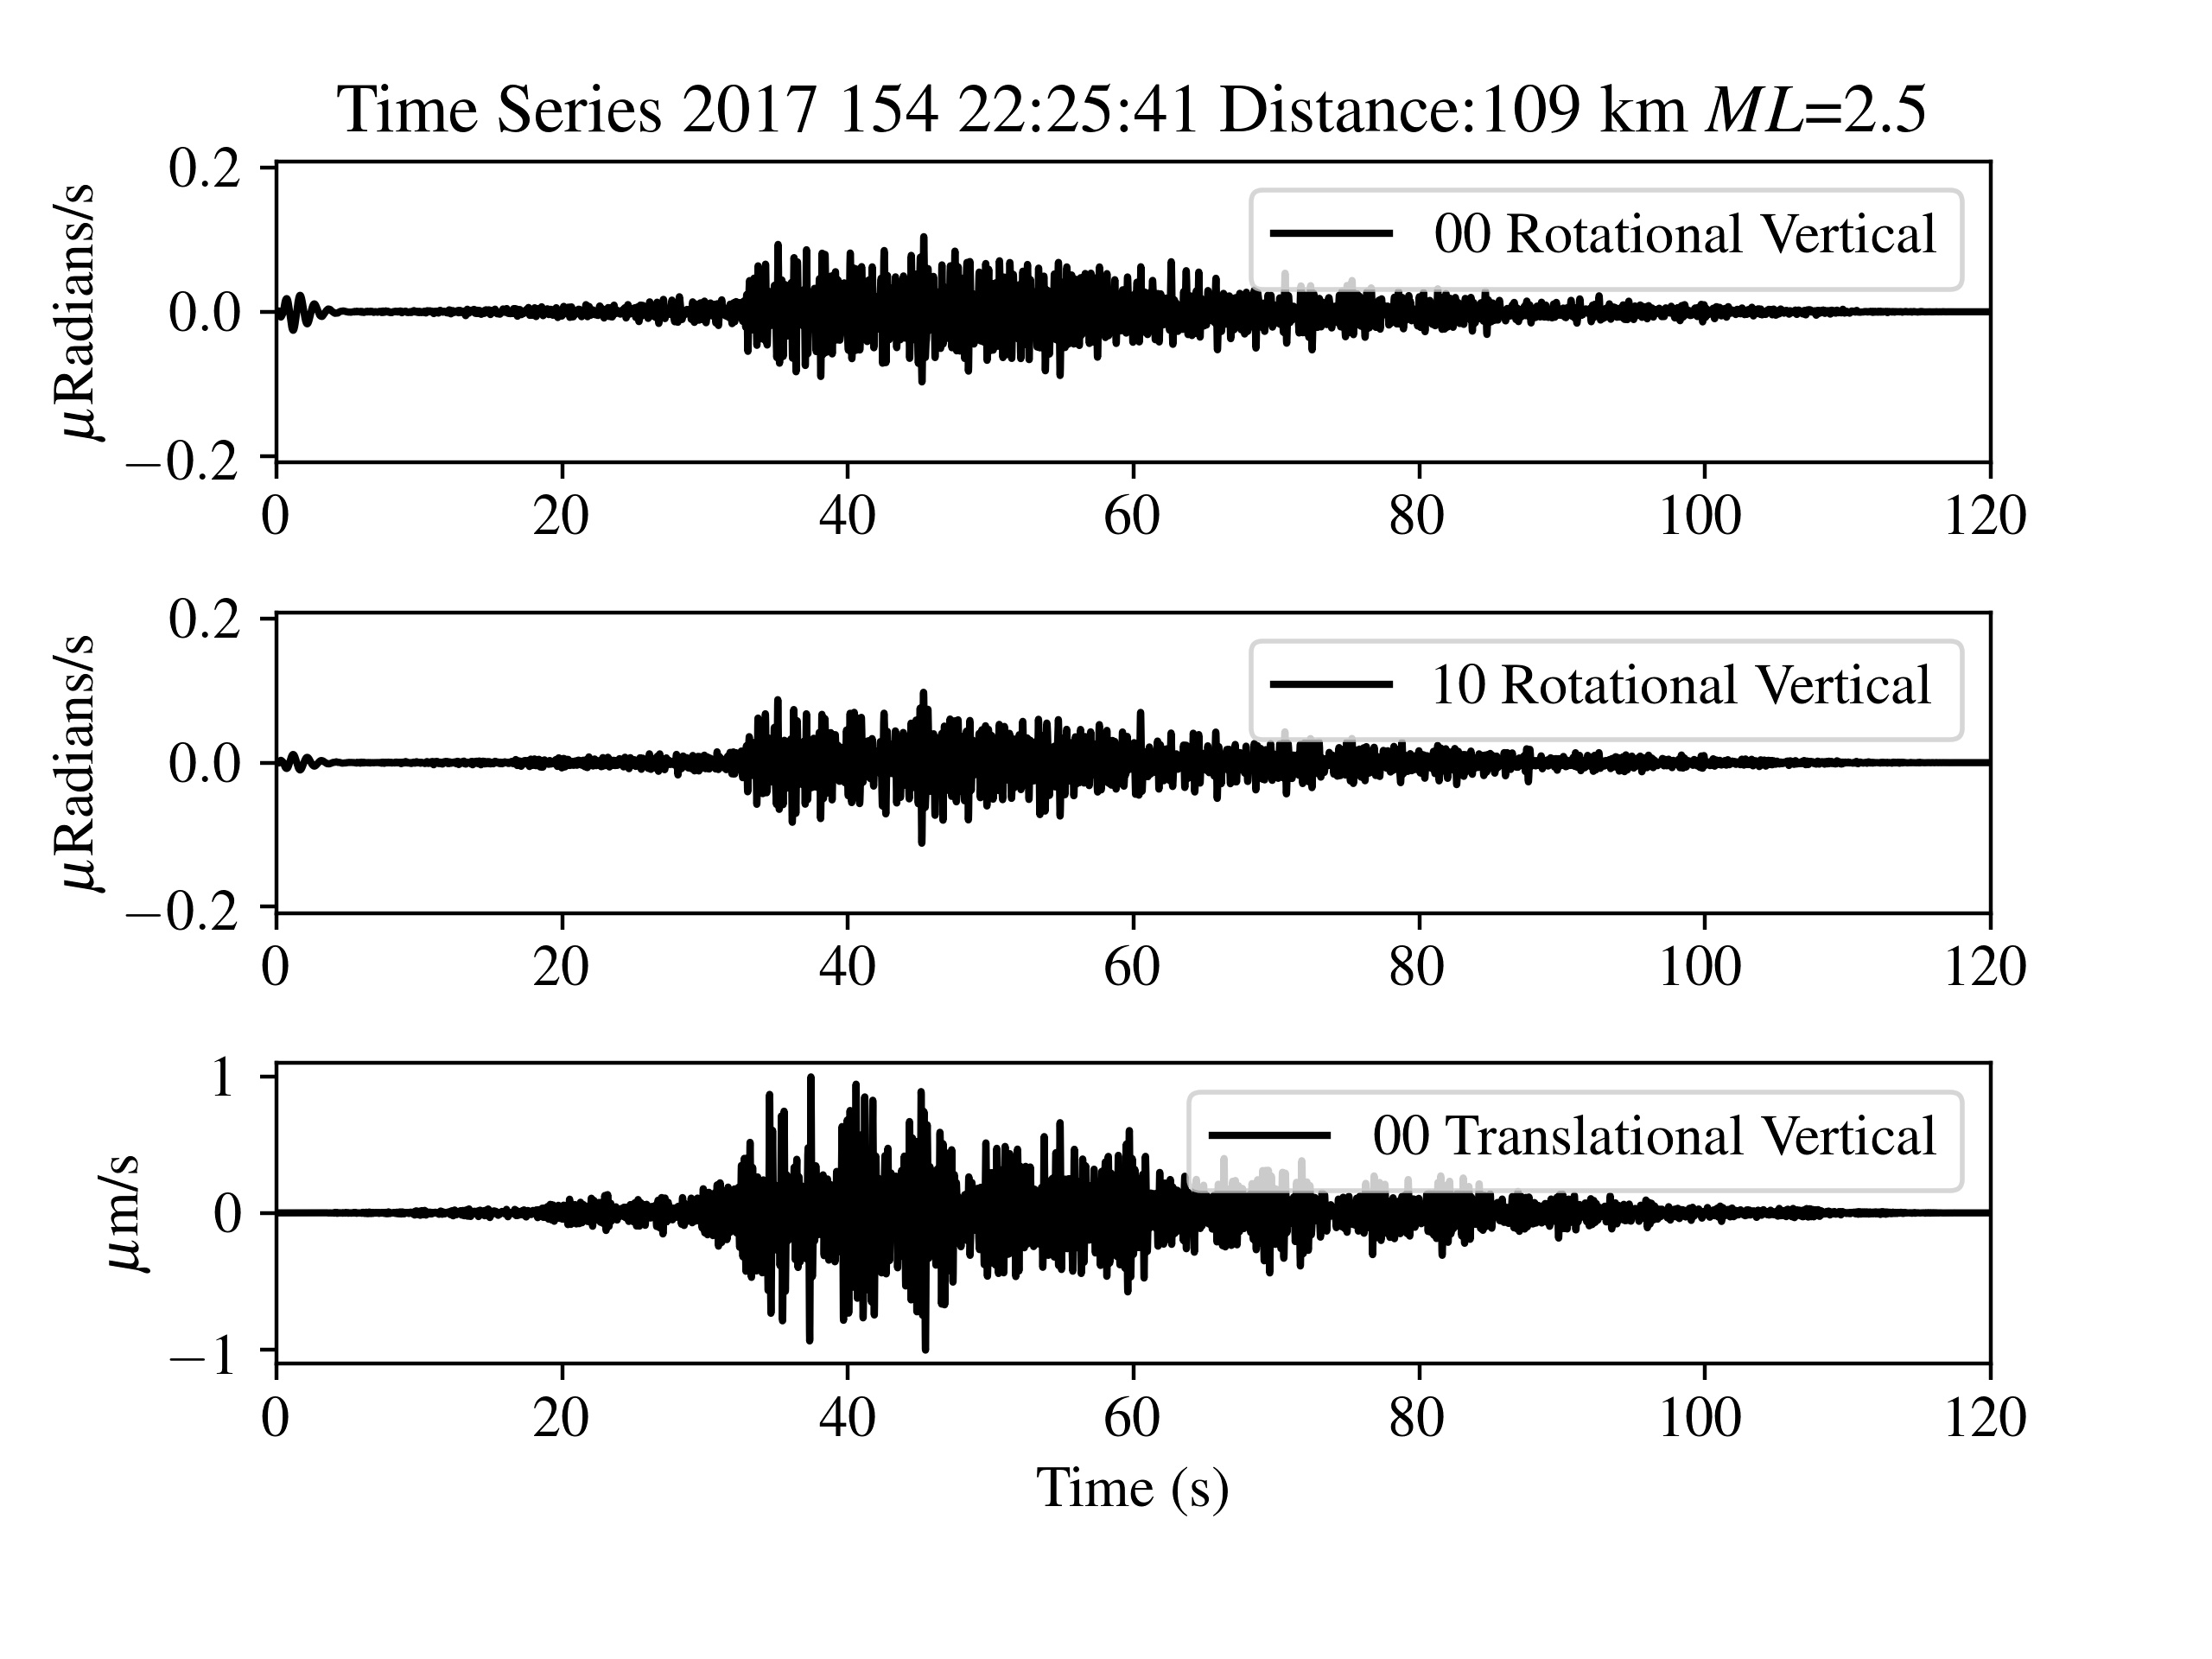 Time Series 2017 154 22:25:41 Distance:109 km ML=2.5
μRadians/s
0.2
0.0
−0.2
00 Rotational Vertical
0 20 40 60 80 100 120
μRadians/s
0.2
0.0
−0.2
10 Rotational Vertical
0 20 40 60 80 100 120
μm/s
1
0
−1
00 Translational Vertical
0 20 40 60 80 100 120
Time (s)